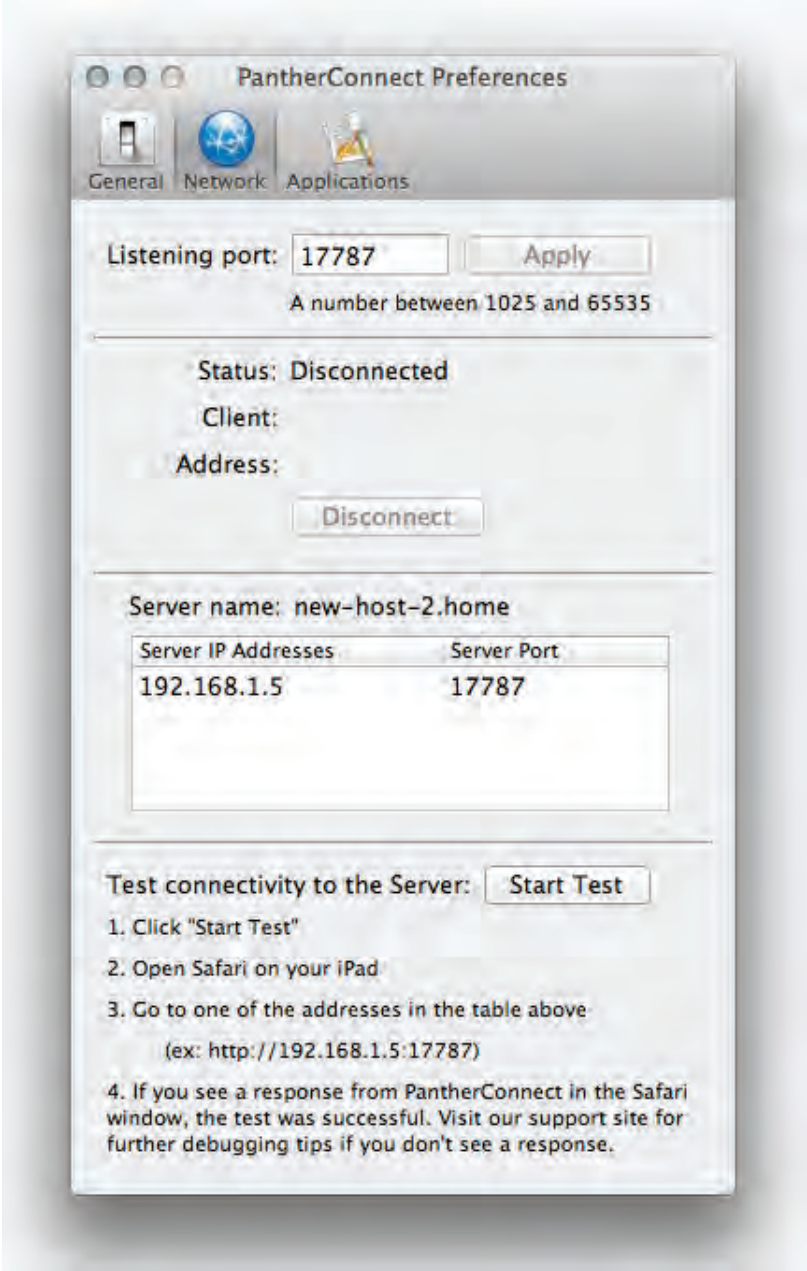 PantherConnect Preferences
General Network Applications
Listening port: 17787 Apply
A number between 1025 and 65535
Status: Disconnected
Client:
Address:
Disconnect
Server name: new-host-2.home
Server IP Addresses Server Port
192.168.1.5 17787
Test connectivity to the Server: Start Test
1. Click "Start Test"
2. Open Safari on your iPad
3. Go to one of the addresses in the table above
(ex: http://192.168.1.5:17787)
4. If you see a response from PantherConnect in the Safari
window, the test was successful. Visit our support site for
further debugging tips if you don't see a response.